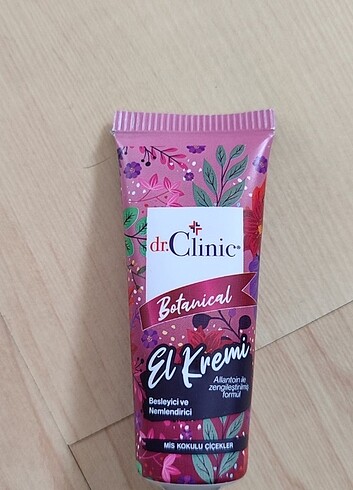 dr.Clinic®
Botanical
El Kremi
Allantoin ile
zenginleştirilmiş
formül
Besleyici ve
Nemlendirici
MİS KOKULU ÇİÇEKLER